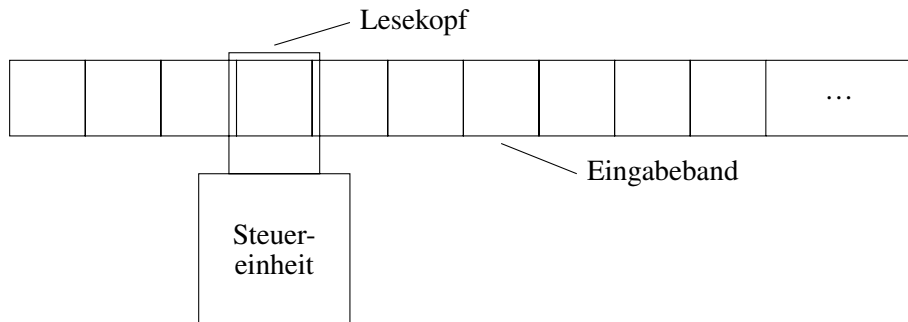 Lesekopf
…
Eingabeband
Steuer-
einheit